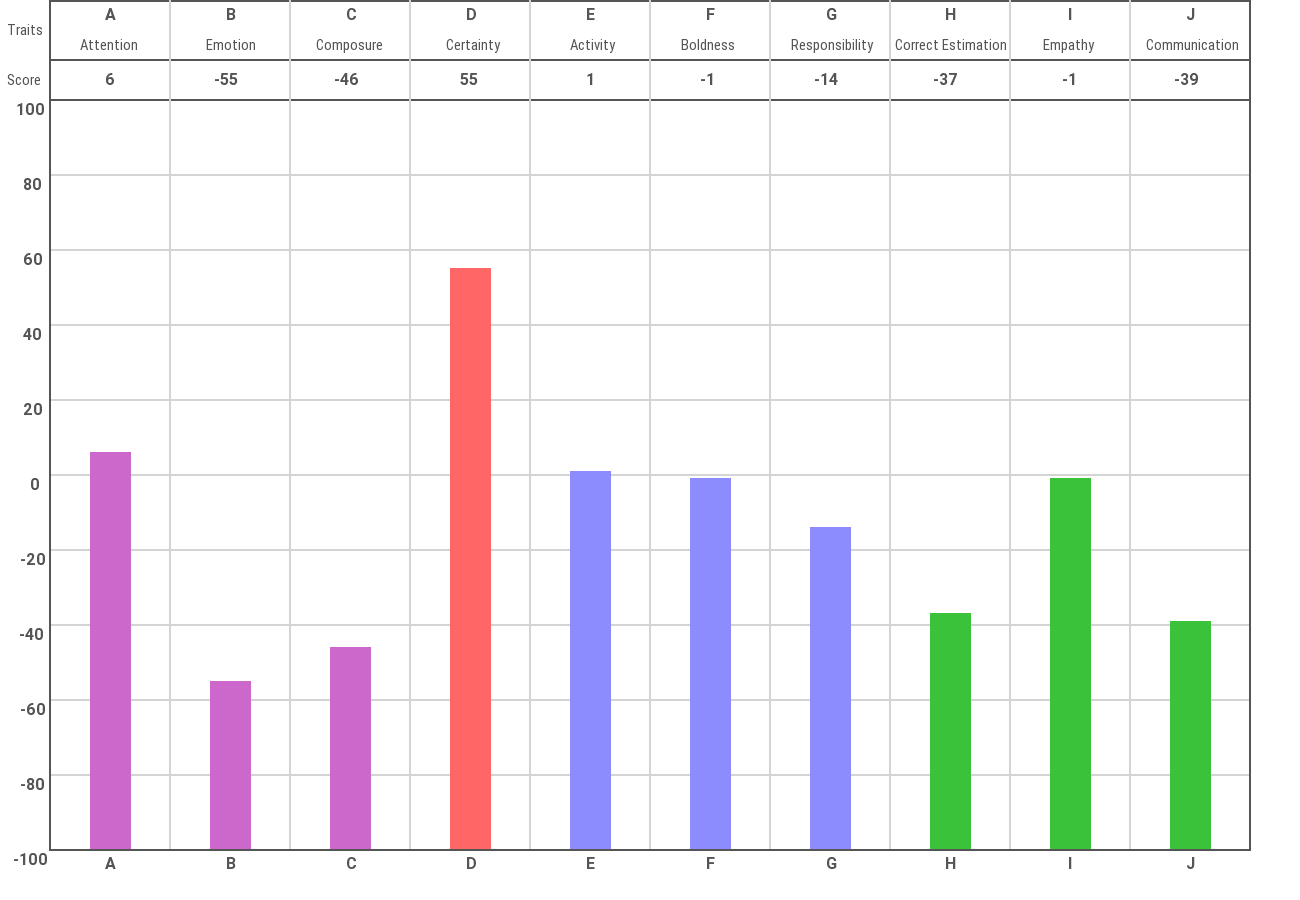 Traits A B C D E F G H I J
Attention Emotion Composure Certainty Activity Boldness Responsibility Correct Estimation Empathy Communication
Score 6 -55 -46 55 1 -1 -14 -37 -1 -39
100
80
60
40
20
0
-20
-40
-60
-80
-100
A B C D E F G H I J